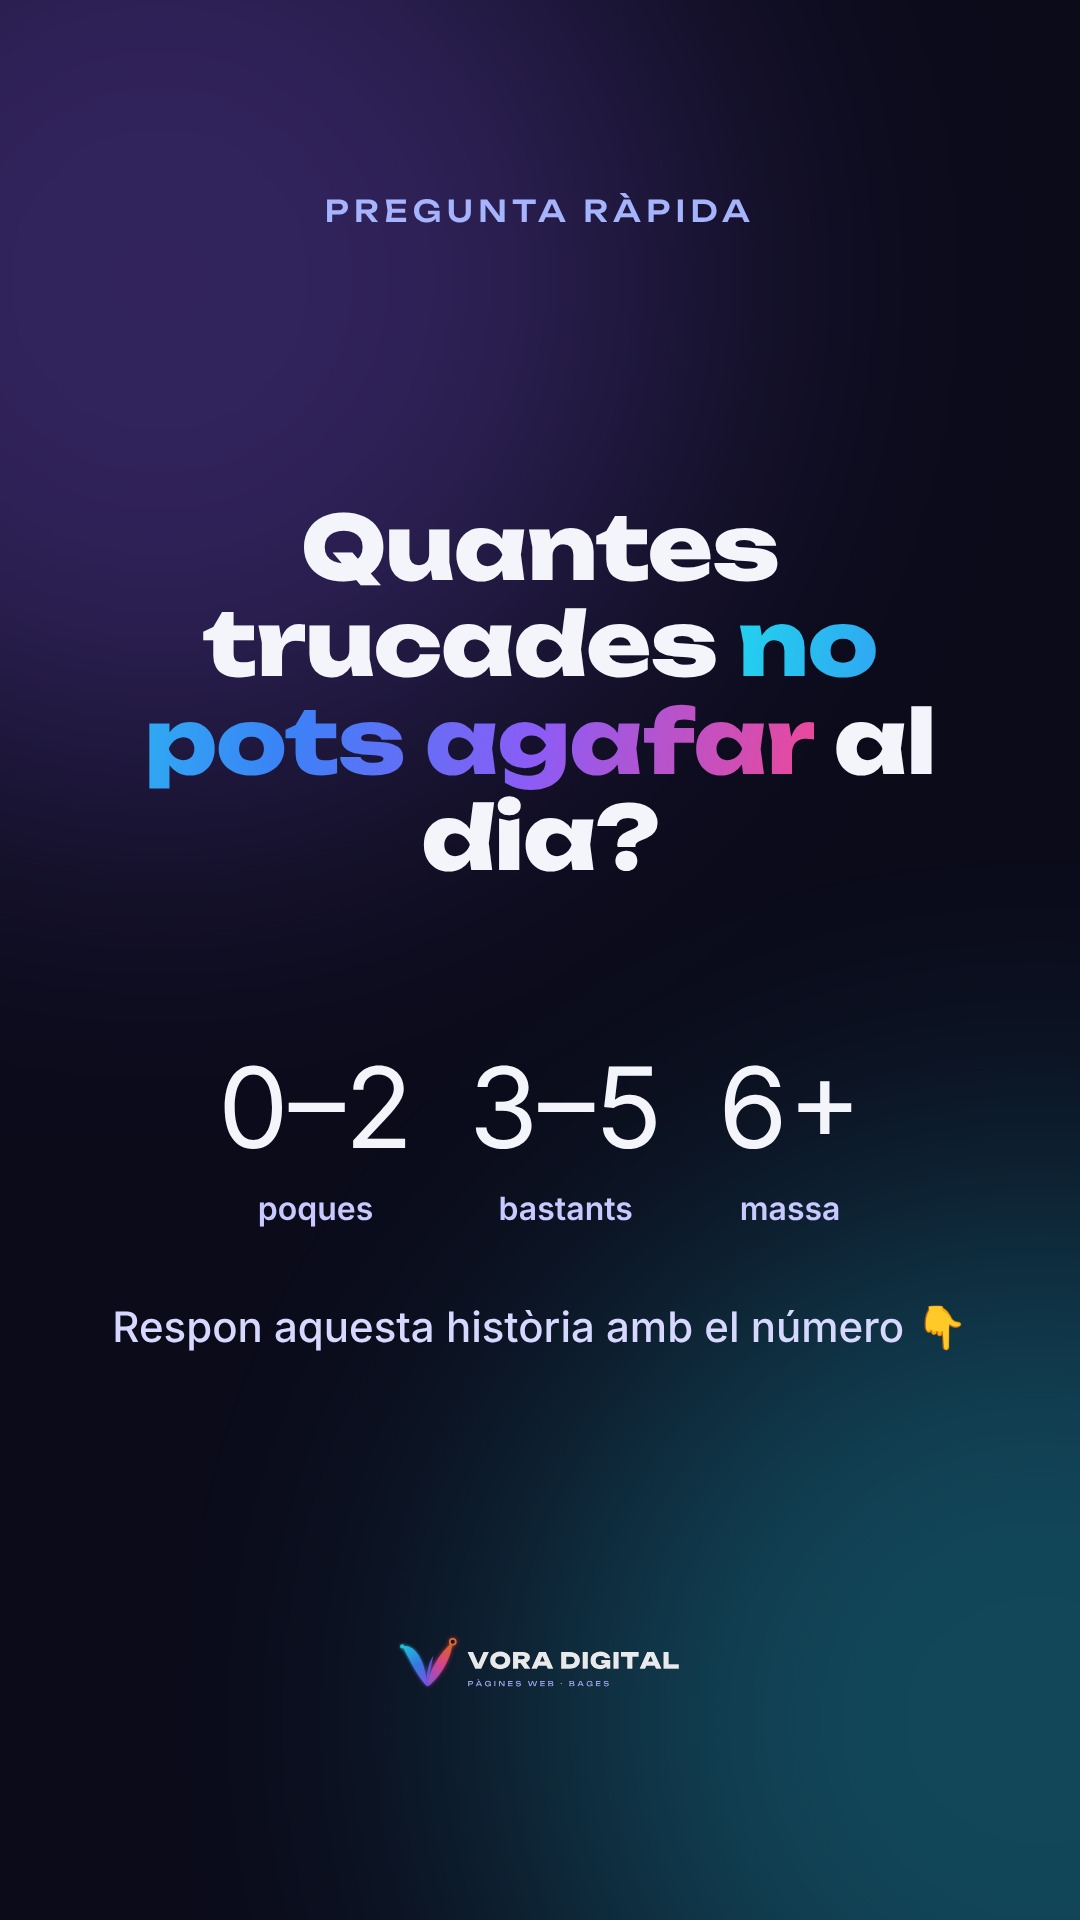 PREGUNTA RÀPIDA
Quantes
trucades no
pots agafar al
dia?
0–2 3–5 6+
poques bastants massa
Respon aquesta història amb el número 👇
VORA DIGITAL
PÀGINES WEB · BAGES